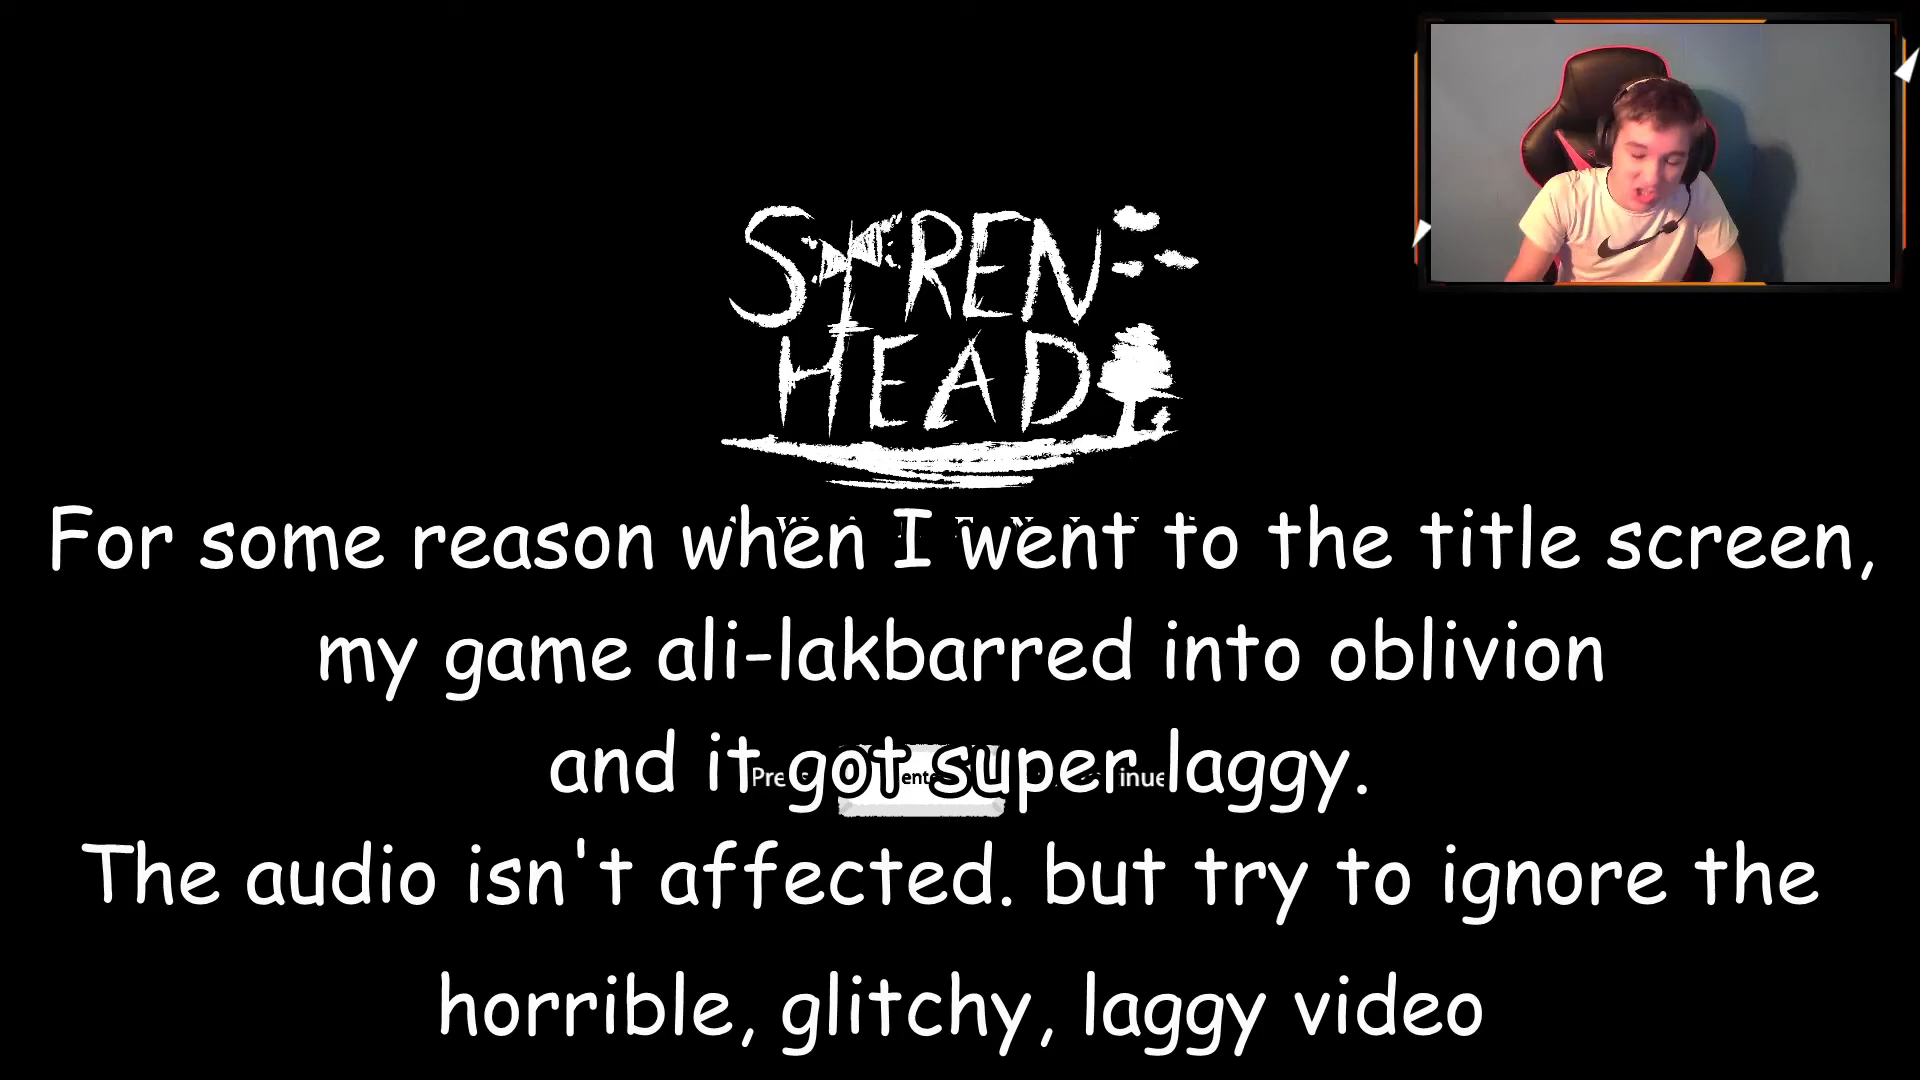 SIREN
HEAD
For some reason when I went to the title screen,
my game ali-lakbarred into oblivion
and it got super laggy.
The audio isn't affected. but try to ignore the
horrible, glitchy, laggy video